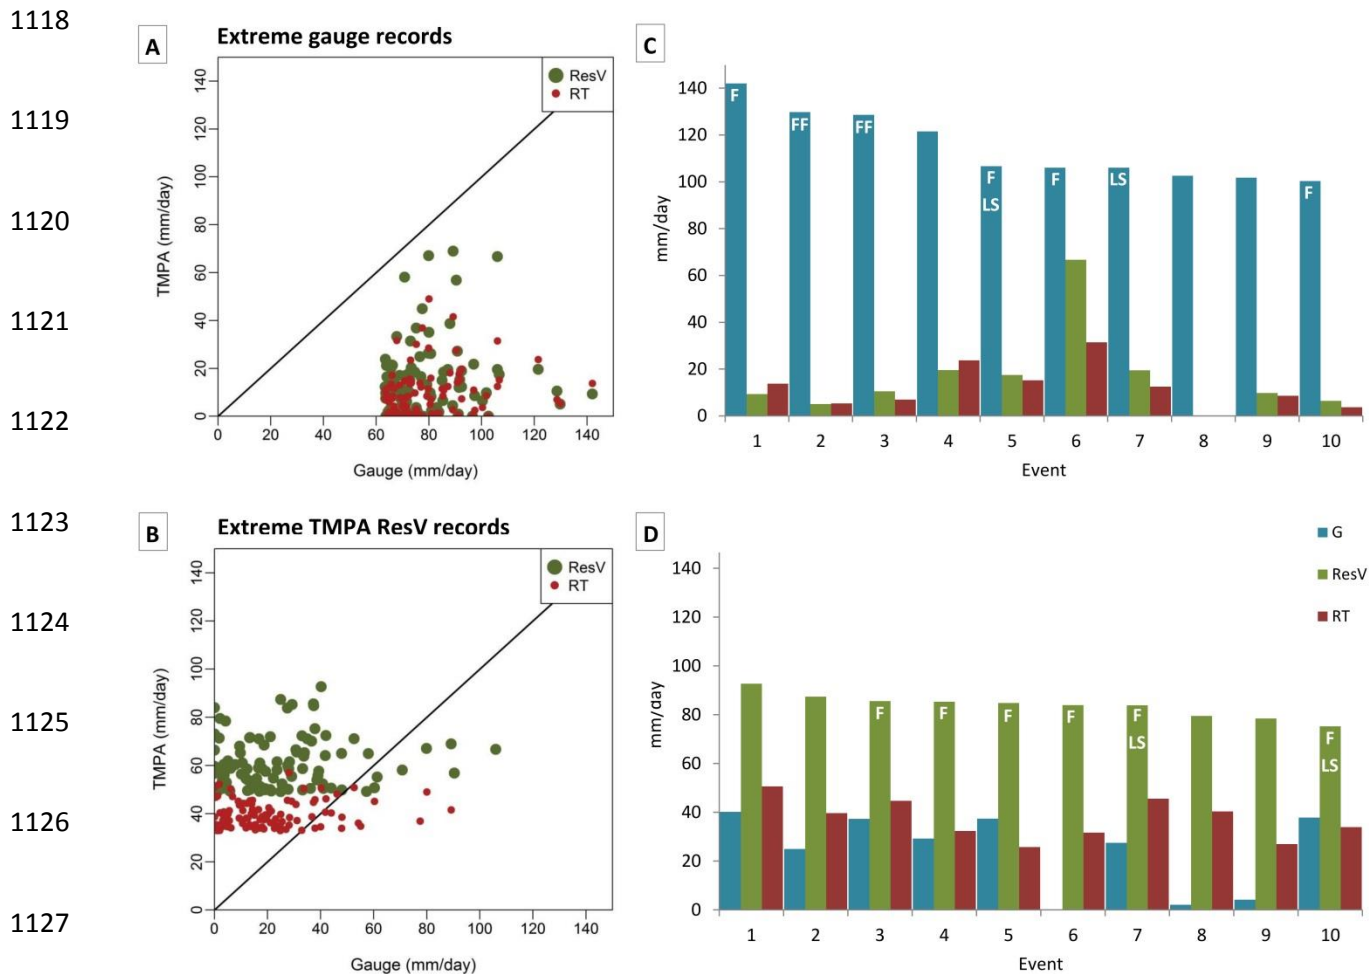 1118
1119
1120
1121
1122
1123
1124
1125
1126
1127
A
Extreme gauge records
ResV
RT
140
120
100
80
60
40
20
0
TMPA (mm/day)
0 20 40 60 80 100 120 140
Gauge (mm/day)
C
140
120
100
80
60
40
20
0
mm/day
F
FF
FF
F
LS
F
LS
F
1 2 3 4 5 6 7 8 9 10
Event
B
Extreme TMPA ResV records
ResV
RT
140
120
100
80
60
40
20
0
TMPA (mm/day)
0 20 40 60 80 100 120 140
Gauge (mm/day)
D
G
ResV
RT
140
120
100
80
60
40
20
0
mm/day
F
F
F
F
F
LS
F
LS
1 2 3 4 5 6 7 8 9 10
Event